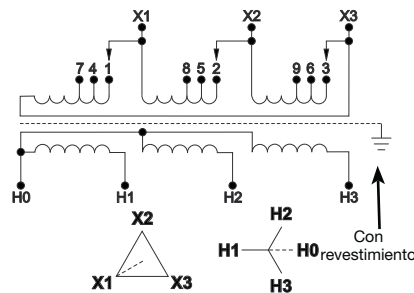 X1 X2 X3
7 4 1 8 5 2 9 6 3
H0 H1 H2 H3
X2
X1 X3
H2
H1 H0
H3
Con
revestimiento